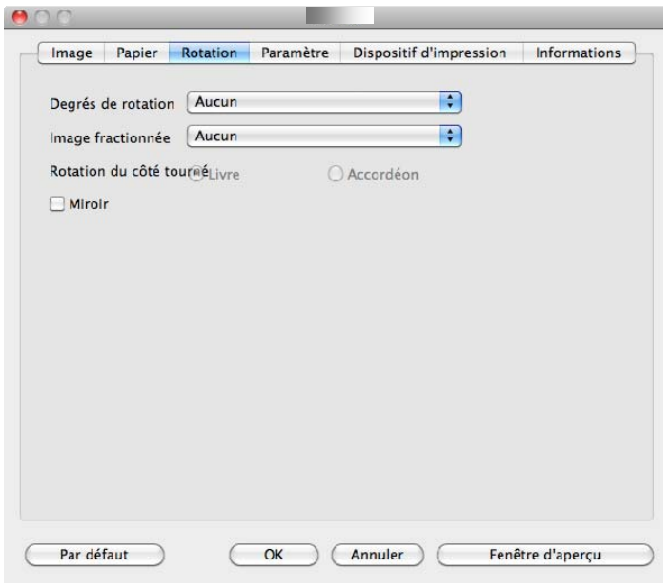 Image Papier Rotation Paramètre Dispositif d'impression Informations
Degrés de rotation Aucun
Image fractionnée Aucun
Rotation du côté tourné Livre Accordéon
Miroir
Par défaut OK Annuler Fenêtre d'aperçu